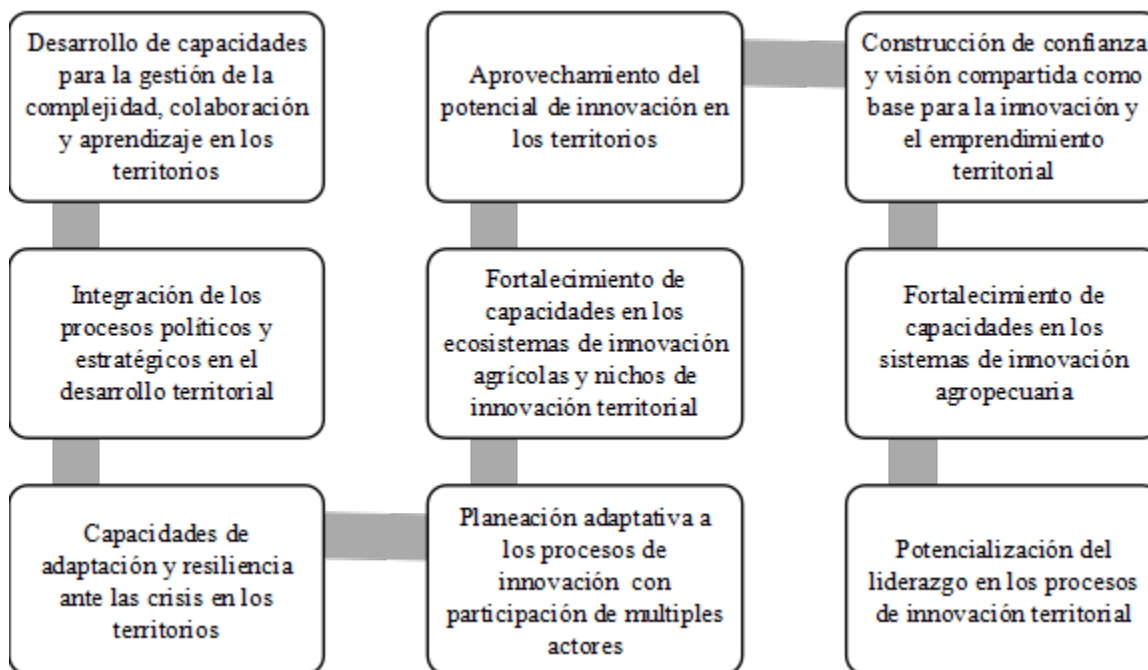 Desarrollo de capacidades
para la gestión de la
complejidad, colaboración
y aprendizaje en los
territorios
Integración de los
procesos políticos y
estratégicos en el
desarrollo territorial
Capacidades de
adaptación y resiliencia
ante las crisis en los
territorios
Planeación adaptativa a
los procesos de
innovación con
participación de multiples
actores
Fortalecimiento de
capacidades en los
ecosistemas de innovación
agrícolas y nichos de
innovación territorial
Aprovechamiento del
potencial de innovación en
los territorios
Construcción de confianza
y visión compartida como
base para la innovación y
el emprendimiento
territorial
Fortalecimiento de
capacidades en los
sistemas de innovación
agropecuaria
Potencialización del
liderazgo en los procesos
de innovación territorial